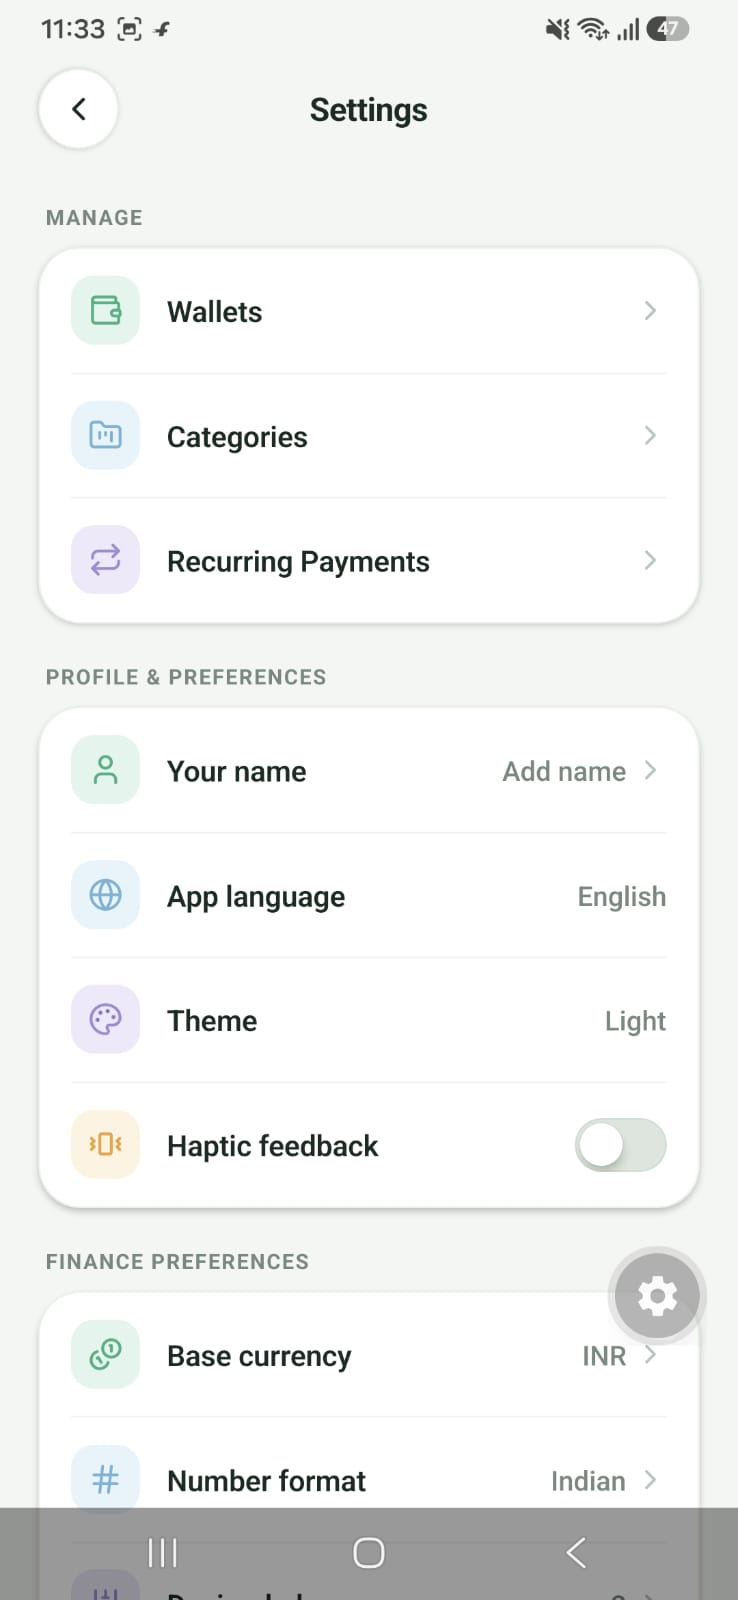 11:33
47
Settings
MANAGE
Wallets
Categories
Recurring Payments
PROFILE & PREFERENCES
Your name Add name
App language English
Theme Light
Haptic feedback
FINANCE PREFERENCES
Base currency INR
Number format Indian